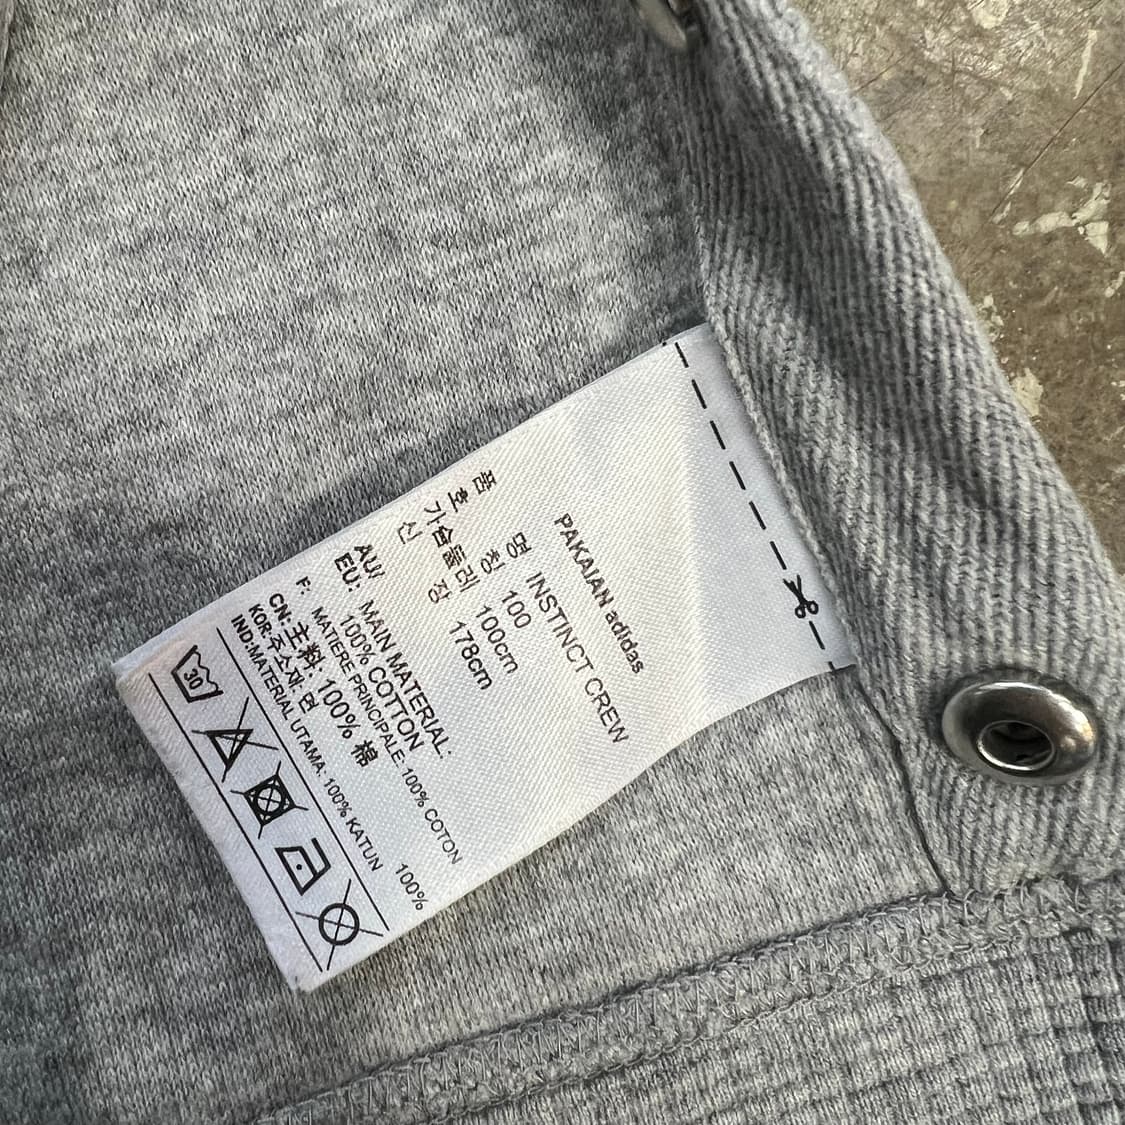 PAKAIAN adidas
품 명 INSTINCT CREW
호 칭 100
가슴둘레 100cm
신 장 178cm
AU/
EU: MAIN MATERIAL:
100% COTTON
F: MATIERE PRINCIPALE: 100% COTON
CN: 主料: 100% 棉
KOR: 주소재: 면 100%
IND:MATERIAL UTAMA: 100% KATUN
30